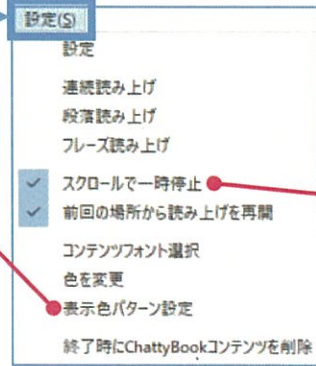 設定(S)
設定
連続読み上げ
段落読み上げ
フレーズ読み上げ
スクロールで一時停止
前回の場所から読み上げを再開
コンテンツフォント選択
色を変更
表示色パターン設定
終了時にChattyBookコンテンツを削除